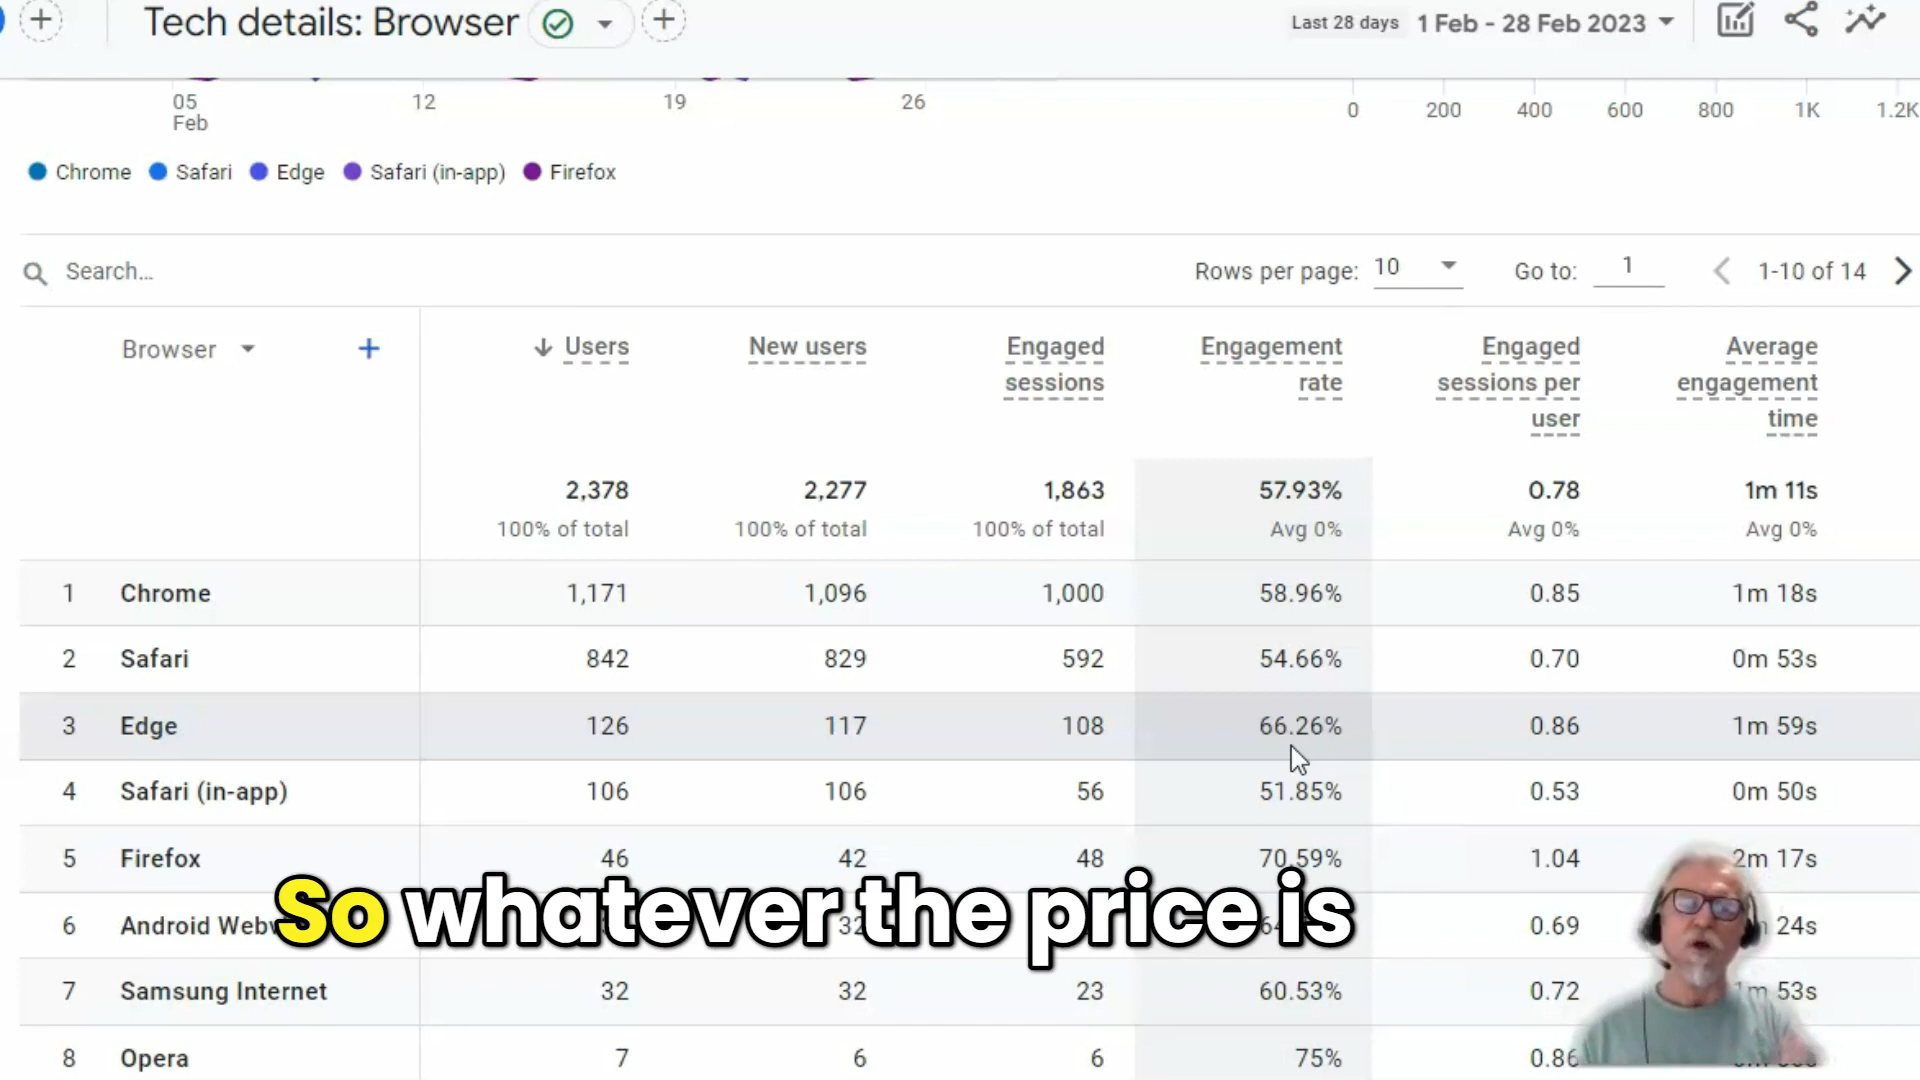 Tech details: Browser
Last 28 days 1 Feb - 28 Feb 2023
05 12 19 26
Feb
0 200 400 600 800 1K 1.2K
Chrome Safari Edge Safari (in-app) Firefox
Search...
Rows per page: 10 Go to: 1 1-10 of 14
Browser + Users New users Engaged sessions Engagement rate Engaged sessions per user Average engagement time
2,378 2,277 1,863 57.93% 0.78 1m 11s
100% of total 100% of total 100% of total Avg 0% Avg 0% Avg 0%
1 Chrome 1,171 1,096 1,000 58.96% 0.85 1m 18s
2 Safari 842 829 592 54.66% 0.70 0m 53s
3 Edge 126 117 108 66.26% 0.86 1m 59s
4 Safari (in-app) 106 106 56 51.85% 0.53 0m 50s
5 Firefox 46 42 48 70.59% 1.04 2m 17s
So whatever the price is
6 Android 0.69 24s
7 Samsung Internet 32 32 23 60.53% 0.72 1m 53s
8 Opera 7 6 6 75% 0.86